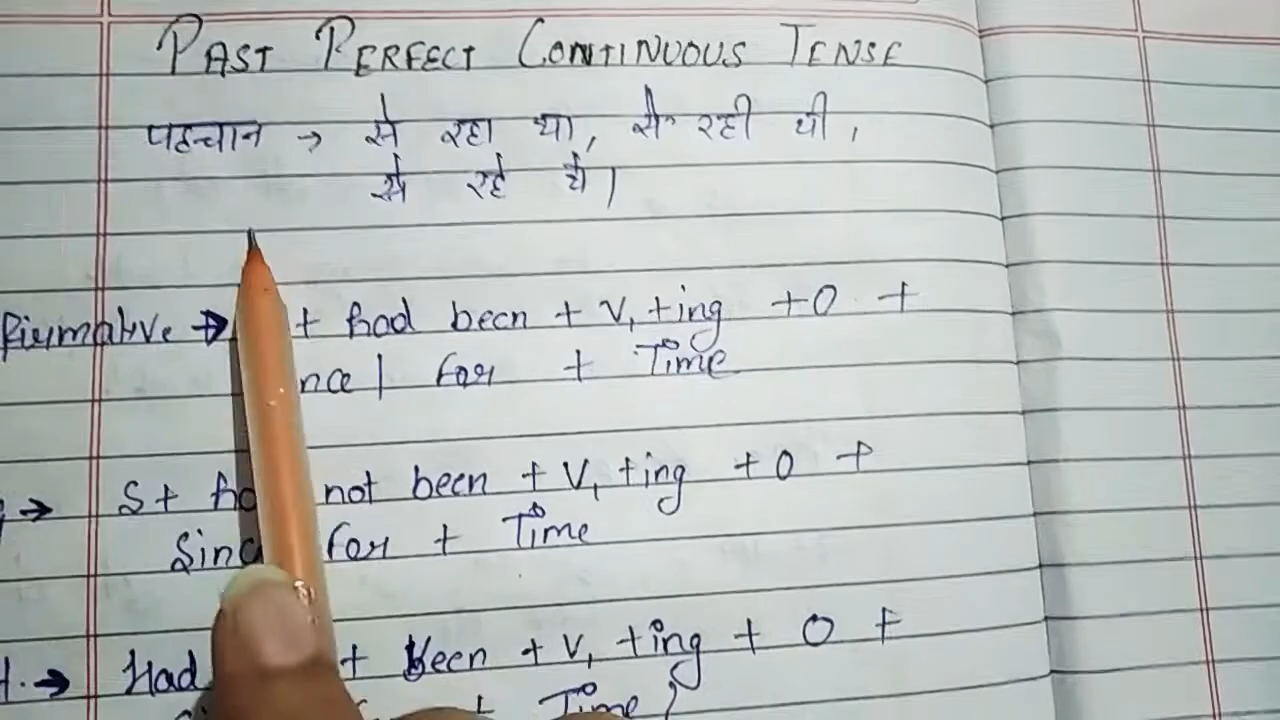 PAST PERFECT CONTINUOUS TENSE
पहचान → से रहा था, से रही थी,
से रहे थे।
firmative → + had been + V₁ +ing +O +
nce | for + Time
→ S+ ha not been + V₁ +ing +O +
Sinc for + Time
→ Had + been + V₁ +ing + O +
+ Time